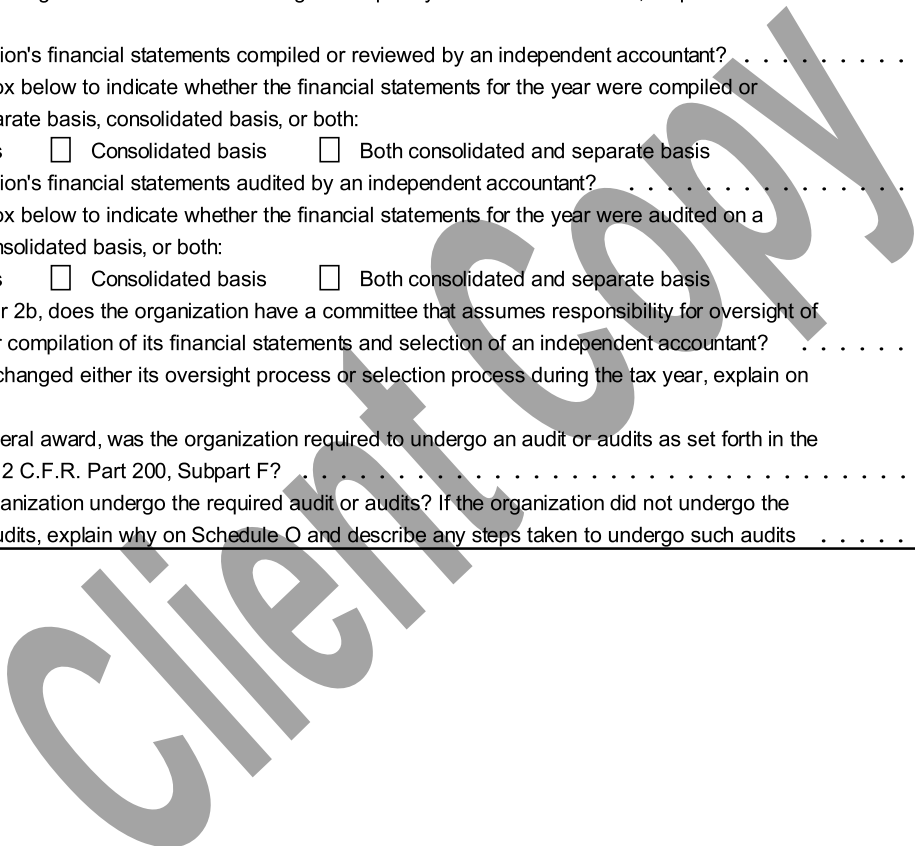 ion's financial statements compiled or reviewed by an independent accountant? . . . . . . . . .
ox below to indicate whether the financial statements for the year were compiled or
arate basis, consolidated basis, or both:
s ☐ Consolidated basis ☐ Both consolidated and separate basis
ion's financial statements audited by an independent accountant? . . . . . . . . . . . . . .
ox below to indicate whether the financial statements for the year were audited on a
nsolidated basis, or both:
s ☐ Consolidated basis ☐ Both consolidated and separate basis
r 2b, does the organization have a committee that assumes responsibility for oversight of
r compilation of its financial statements and selection of an independent accountant? . . . . . .
changed either its oversight process or selection process during the tax year, explain on
eral award, was the organization required to undergo an audit or audits as set forth in the
2 C.F.R. Part 200, Subpart F? . . . . . . . . . . . . . . . . . . . . . . . . . . . . . . .
ganization undergo the required audit or audits? If the organization did not undergo the
udits, explain why on Schedule O and describe any steps taken to undergo such audits . . . . .
Client Copy